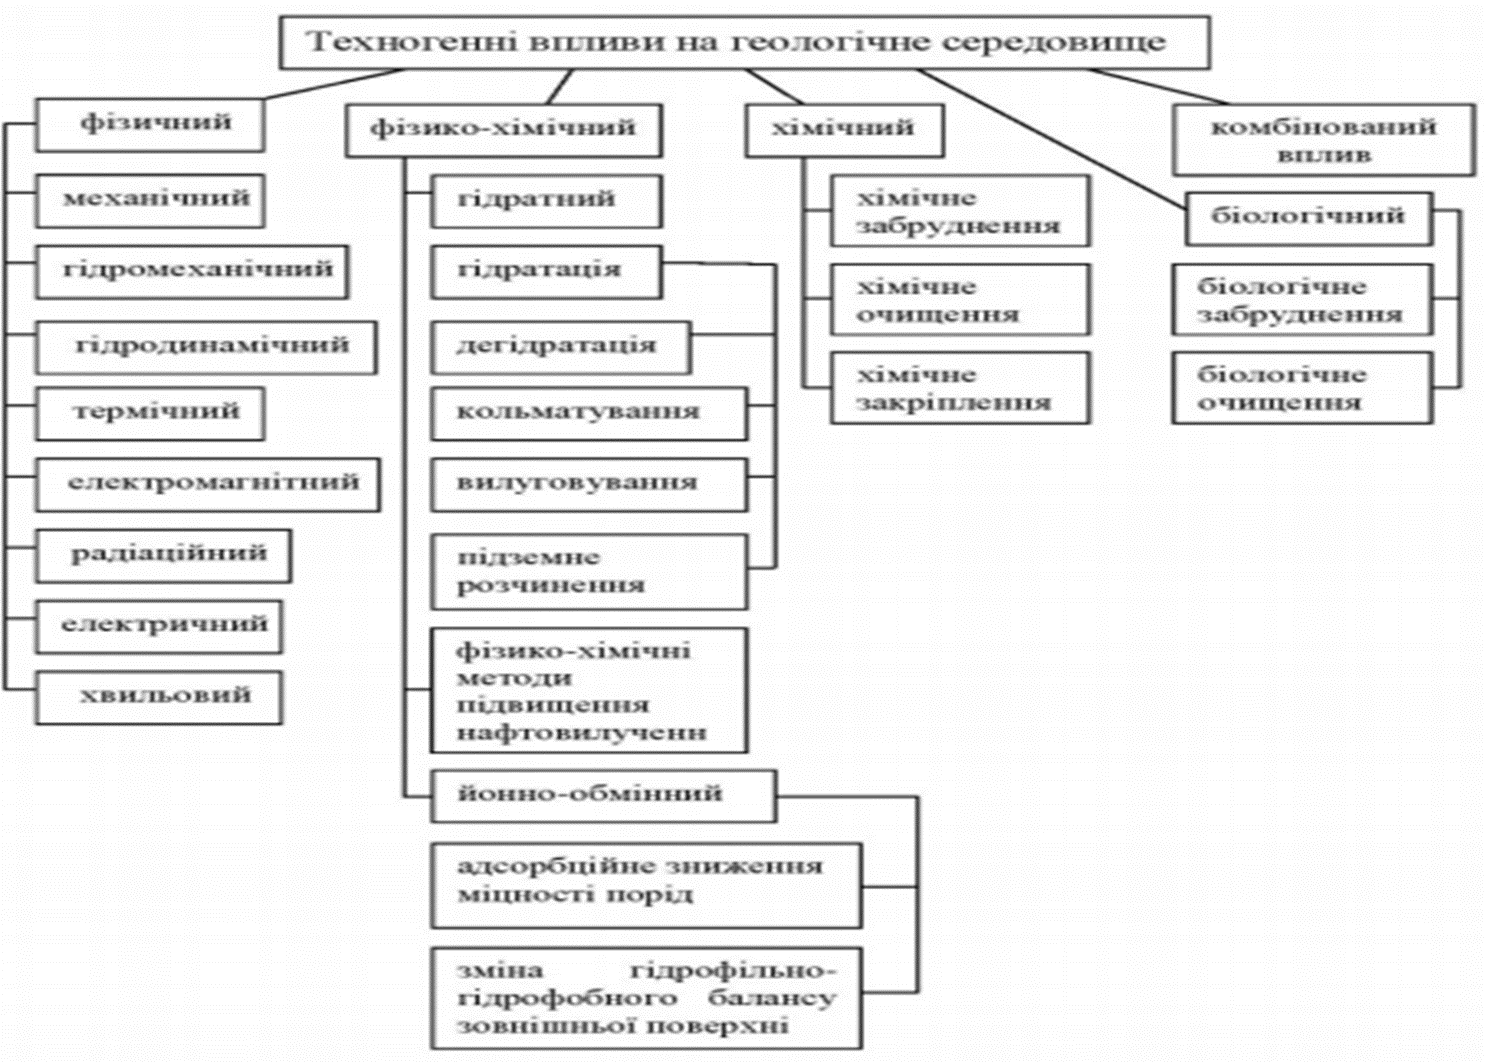 Техногенні впливи на геологічне середовище
фізичний
механічний
гідромеханічний
гідродинамічний
термічний
електромагнітний
радіаційний
електричний
хвильовий
фізико-хімічний
гідратний
гідратація
дегідратація
кольматування
вилуговування
підземне
розчинення
фізико-хімічні
методи
підвищення
нафтовилученн
йонно-обмінний
адсорбційне зниження
міцності порід
зміна гідрофільно-
гідрофобного балансу
зовнішньої поверхні
хімічний
хімічне
забруднення
хімічне
очищення
хімічне
закріплення
комбінований
вплив
біологічний
біологічне
забруднення
біологічне
очищення